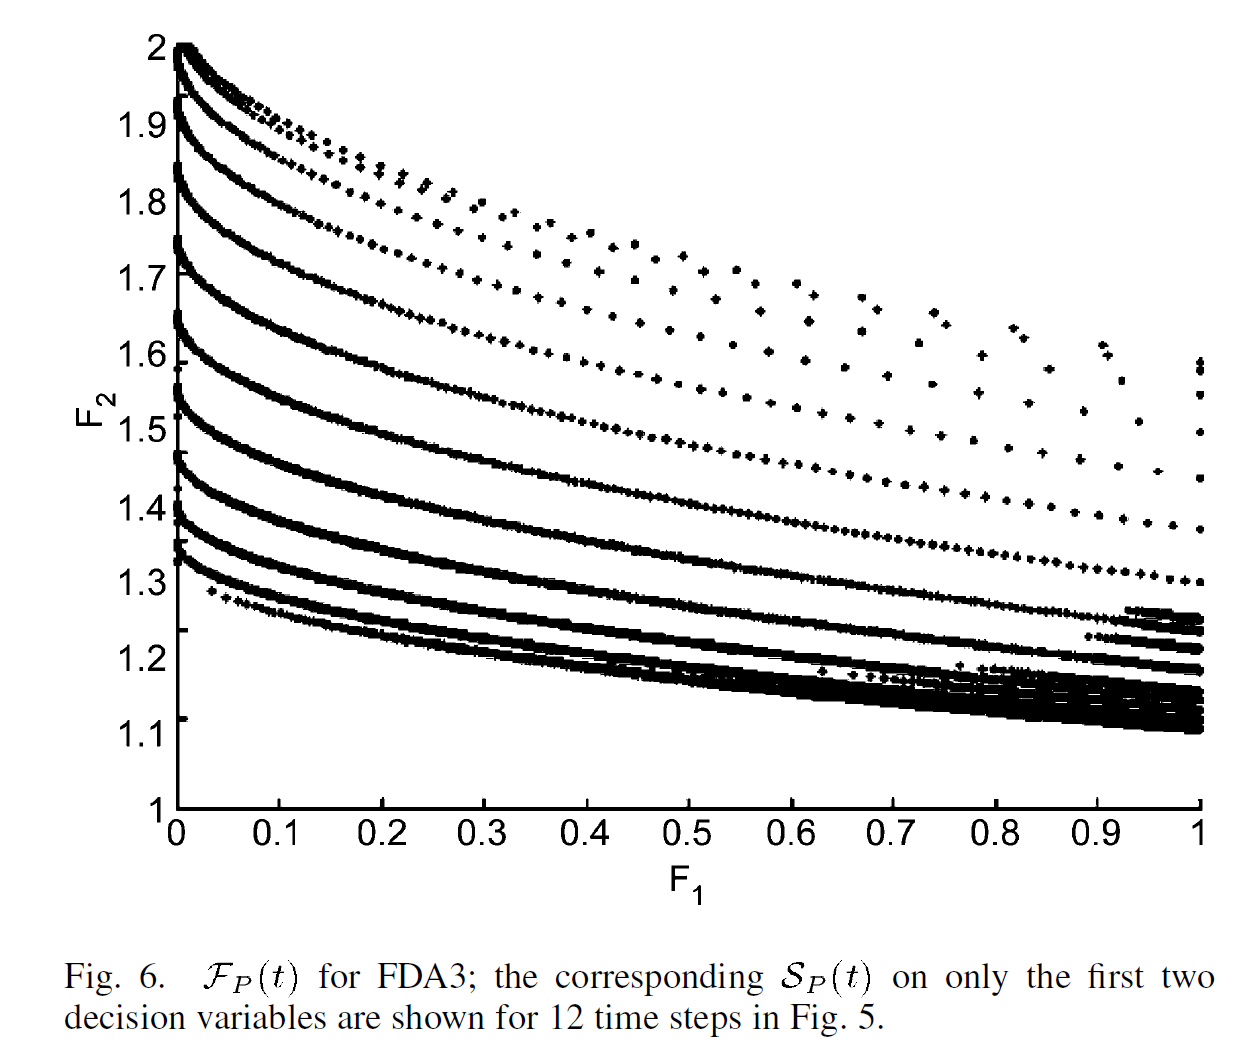 2
1.9
1.8
1.7
1.6
1.5
1.4
1.3
1.2
1.1
1
F2
0 0.1 0.2 0.3 0.4 0.5 0.6 0.7 0.8 0.9 1
F1
Fig. 6. ℱP(t) for FDA3; the corresponding 𝒮P(t) on only the first two
decision variables are shown for 12 time steps in Fig. 5.